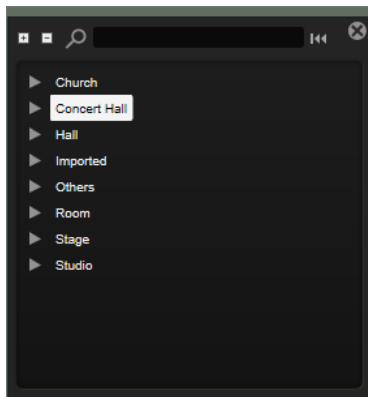 Church
Concert Hall
Hall
Imported
Others
Room
Stage
Studio